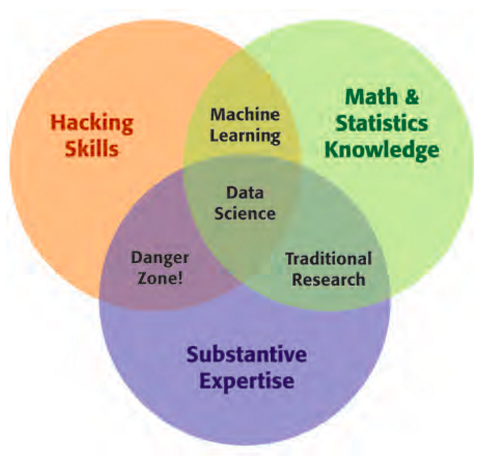 Hacking
Skills
Math &
Statistics
Knowledge
Machine
Learning
Data
Science
Danger
Zone!
Traditional
Research
Substantive
Expertise